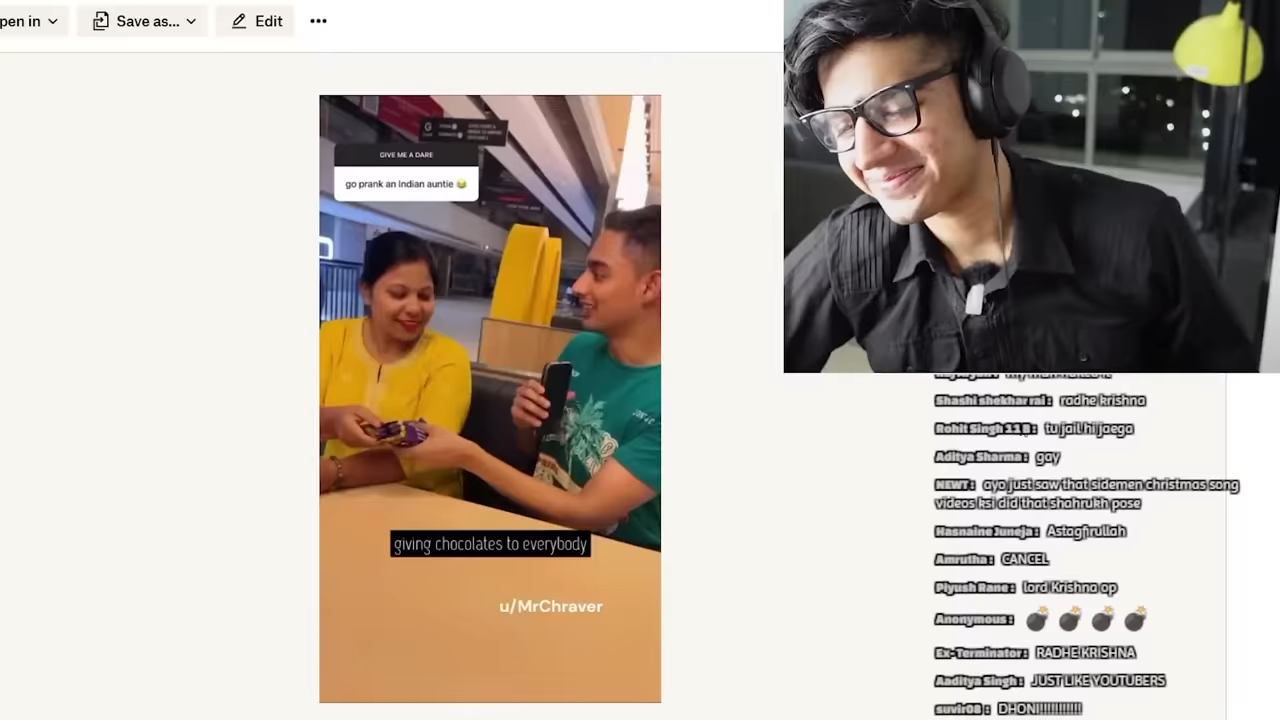 pen in
Save as...
Edit
GIVE ME A DARE
go prank an Indian auntie 😂
giving chocolates to everybody
u/MrChraver
Shashi shekhar rai : radhe krishna
Rohit Singh 11 B : tu jail hi jaega
Aditya Sharma : gay
NEWT : ayo just saw that sidemen christmas song
videos ksi did that shahrukh pose
Hasnaine Juneja : Astagfirullah
Amrutha : CANCEL
Piyush Rane : lord Krishna op
Anonymous : 💣 💣 💣 💣
Ex-Terminator : RADHE KRISHNA
Aaditya Singh : JUST LIKE YOUTUBERS
suvir08 : DHONI!!!!!!!!!!!